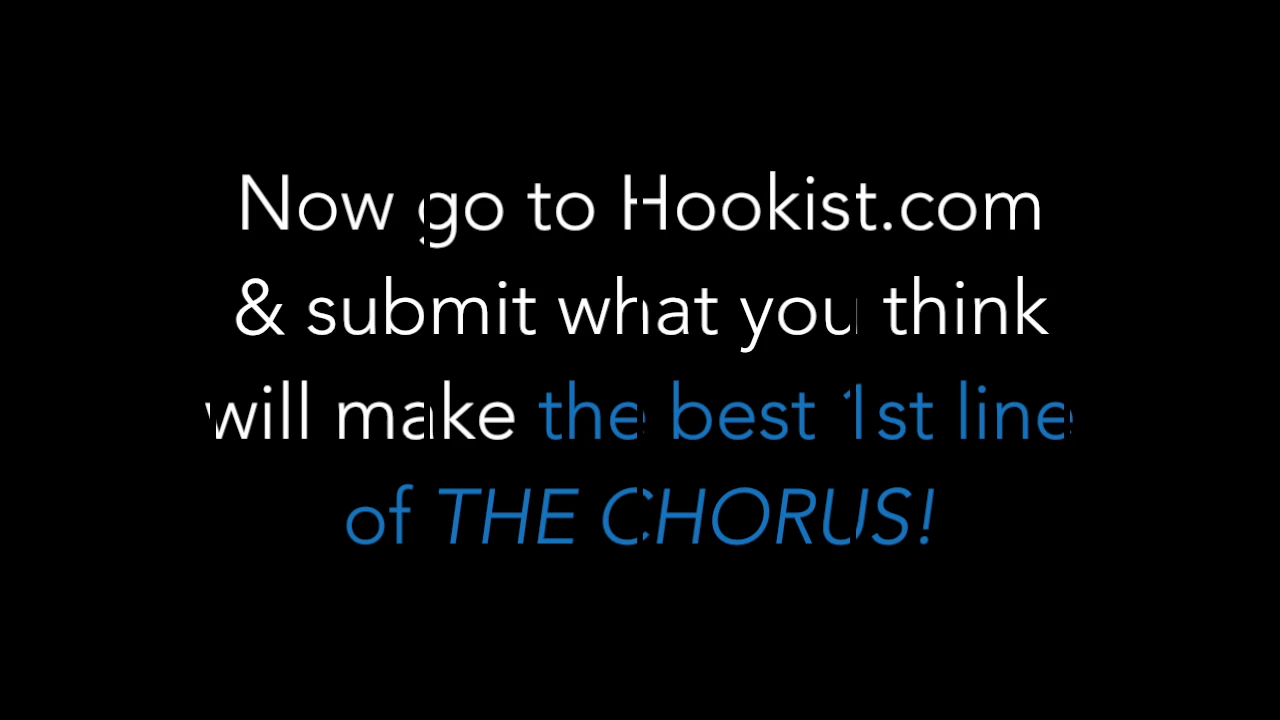 Now go to Hookist.com
& submit what you think
will make the best 1st line
of THE CHORUS!